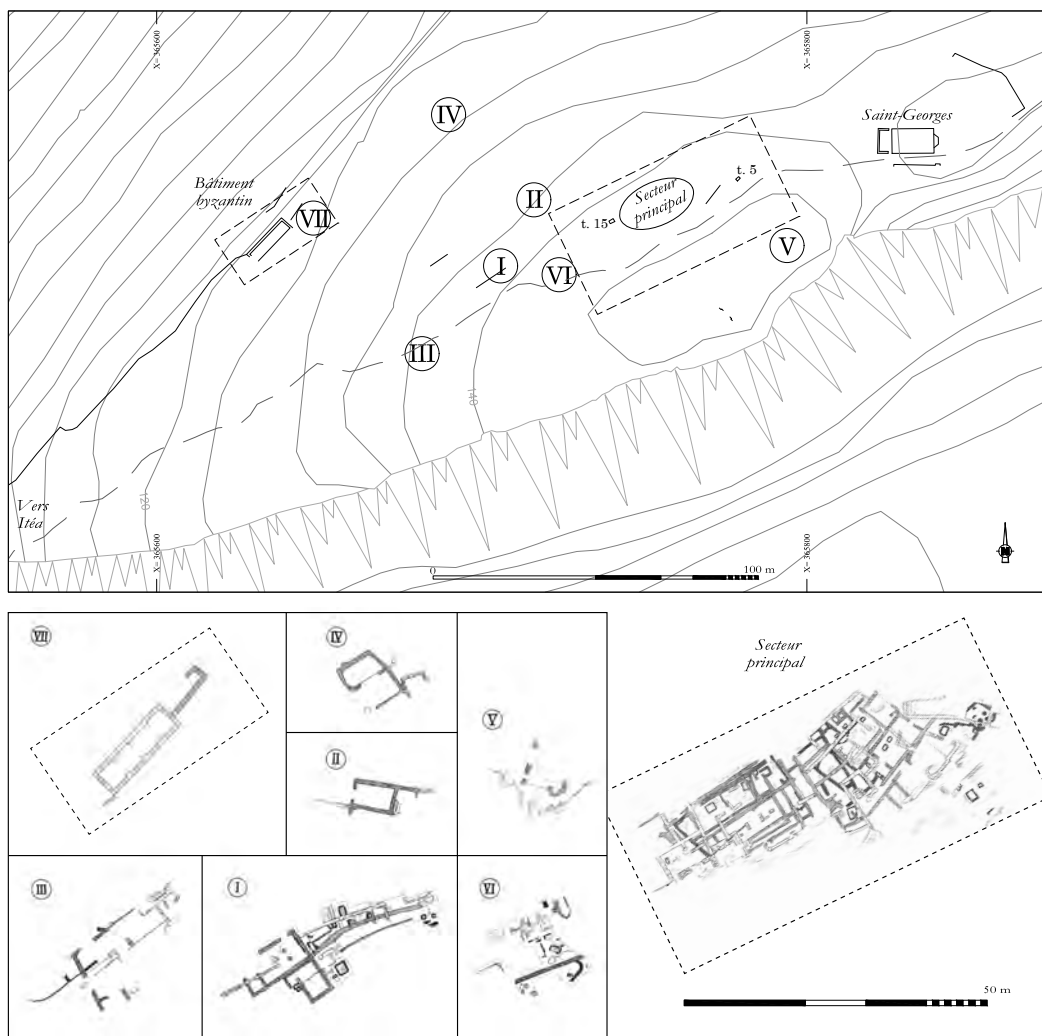 X= 365600
X= 365800
IV
Saint-Georges
Bâtiment
byzantin
VII
II
t. 5
Secteur
principal
t. 15
V
I
VI
III
140
Vers
Itéa
120
X= 365600
X= 365800
N
0
100 m
VII
IV
Secteur
principal
V
II
III
I
VI
50 m